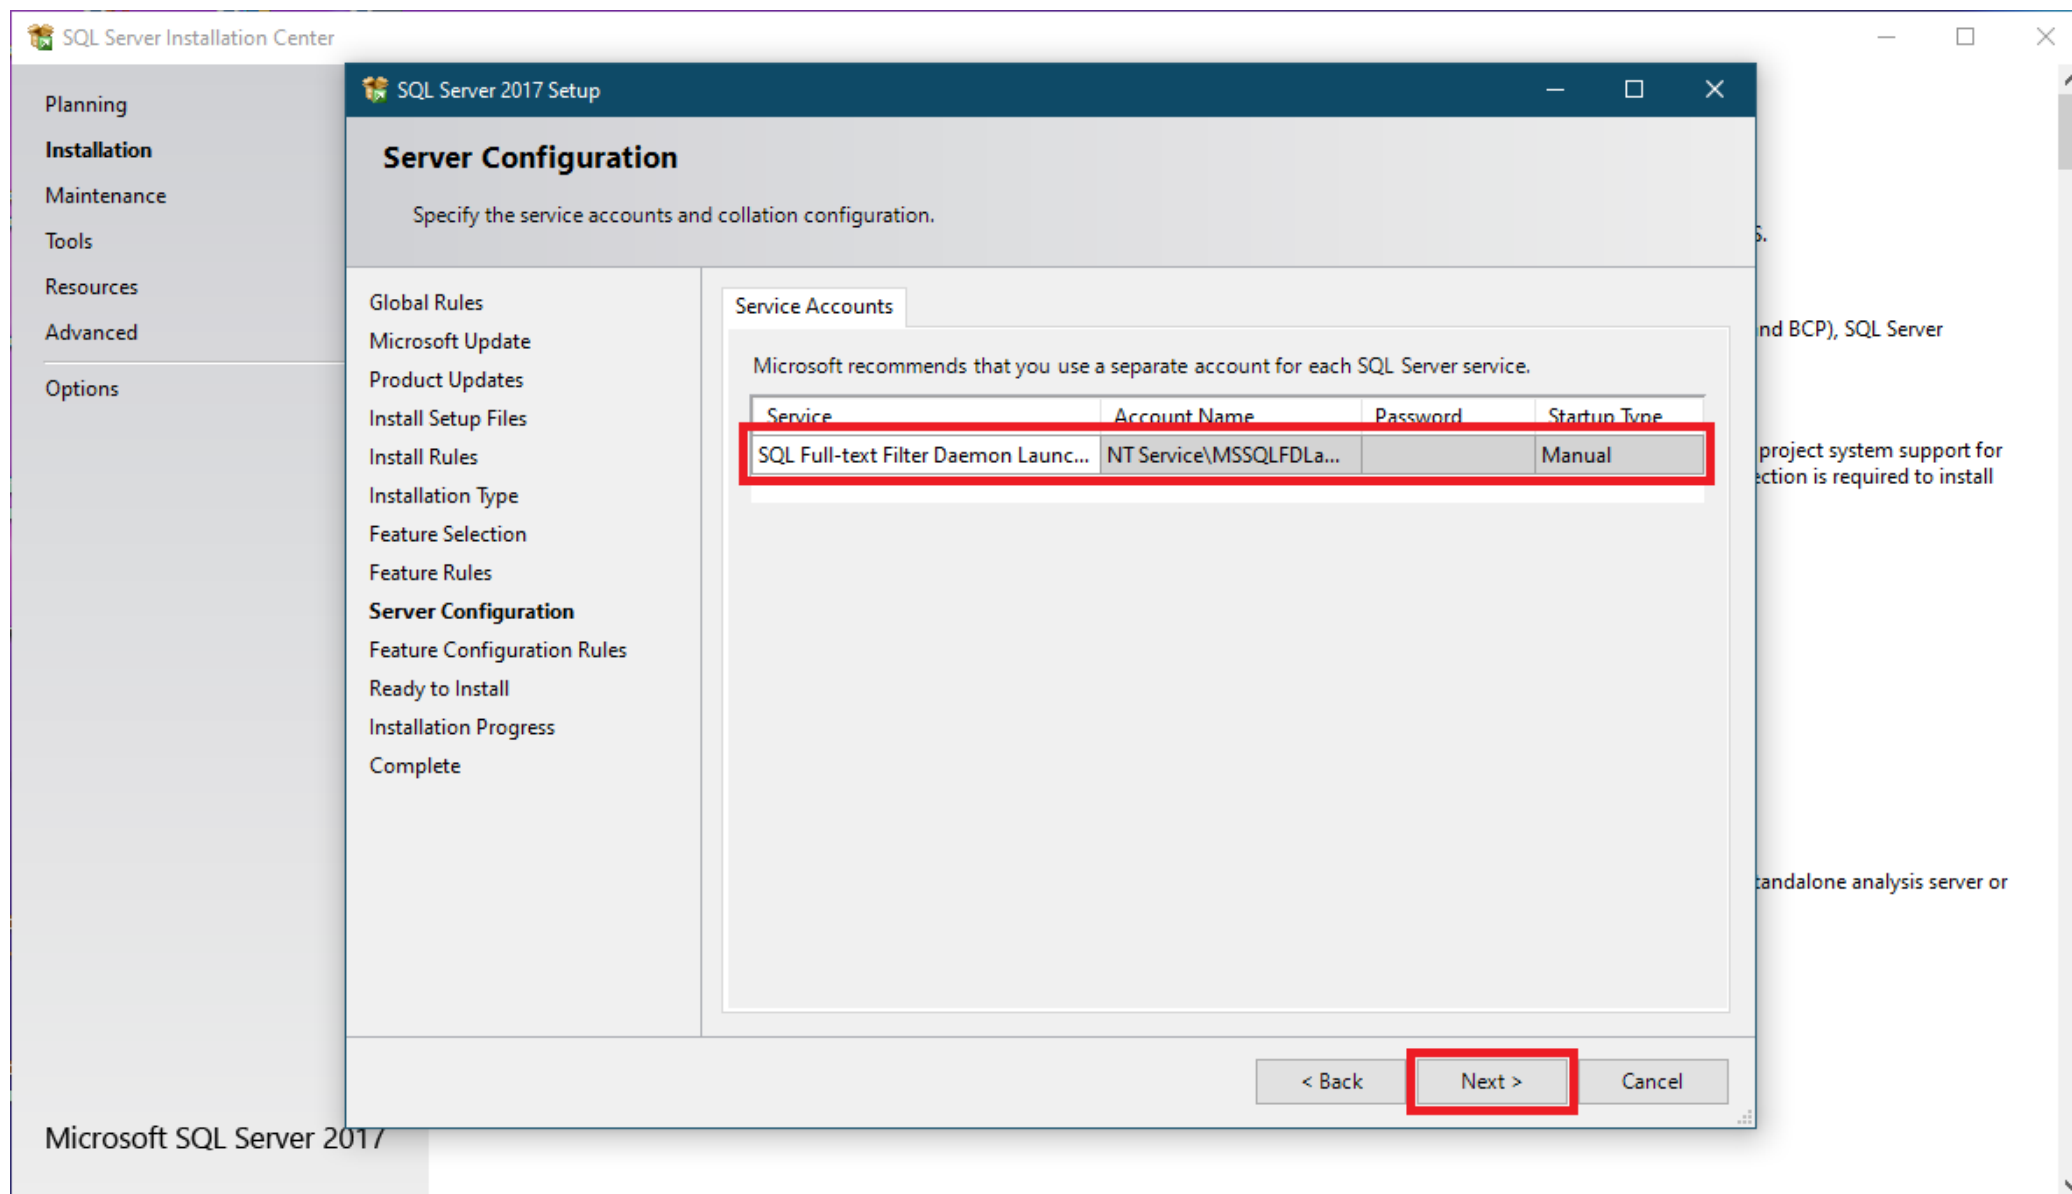 SQL Server Installation Center
Planning
Installation
Maintenance
Tools
Resources
Advanced
Options
Microsoft SQL Server 2017
SQL Server 2017 Setup
Server Configuration
Specify the service accounts and collation configuration.
Global Rules
Microsoft Update
Product Updates
Install Setup Files
Install Rules
Installation Type
Feature Selection
Feature Rules
Server Configuration
Feature Configuration Rules
Ready to Install
Installation Progress
Complete
Service Accounts
Microsoft recommends that you use a separate account for each SQL Server service.
Service Account Name Password Startup Type
SQL Full-text Filter Daemon Launc... NT Service\MSSQLFDLa... Manual
< Back Next > Cancel
s.
nd BCP), SQL Server
project system support for
ection is required to install
tandalone analysis server or